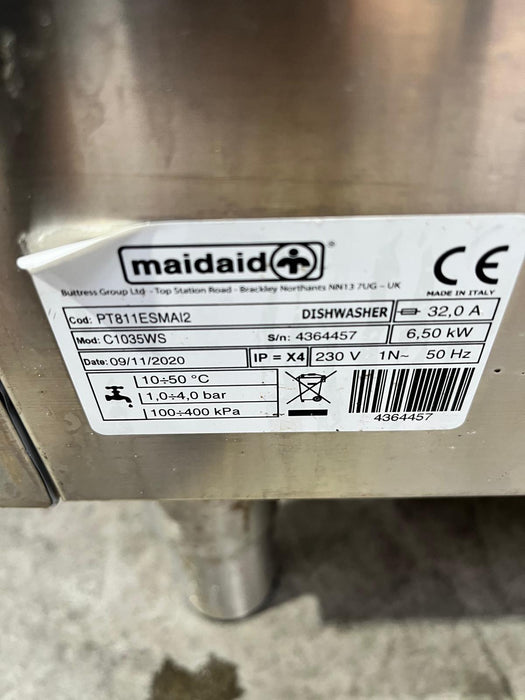 maidaid®
Buttress Group Ltd - Top Station Road - Brackley Northants NN13 7UG - UK
CE
MADE IN ITALY
Cod: PT811ESMAI2 DISHWASHER 32,0 A
Mod: C1035WS S/n: 4364457 6,50 kW
Date: 09/11/2020 IP = X4 230 V 1N~ 50 Hz
10÷50 °C
1,0÷4,0 bar
100÷400 kPa
4364457